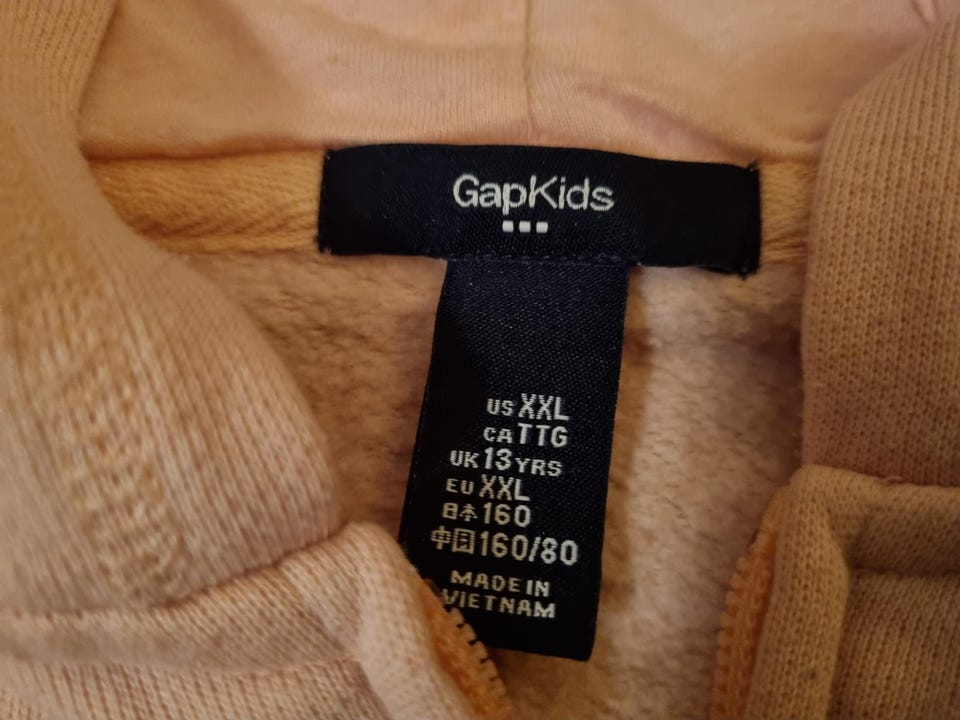 GapKids
US XXL
CA TTG
UK 13 YRS
EU XXL
日本 160
中国 160/80
MADE IN
VIETNAM